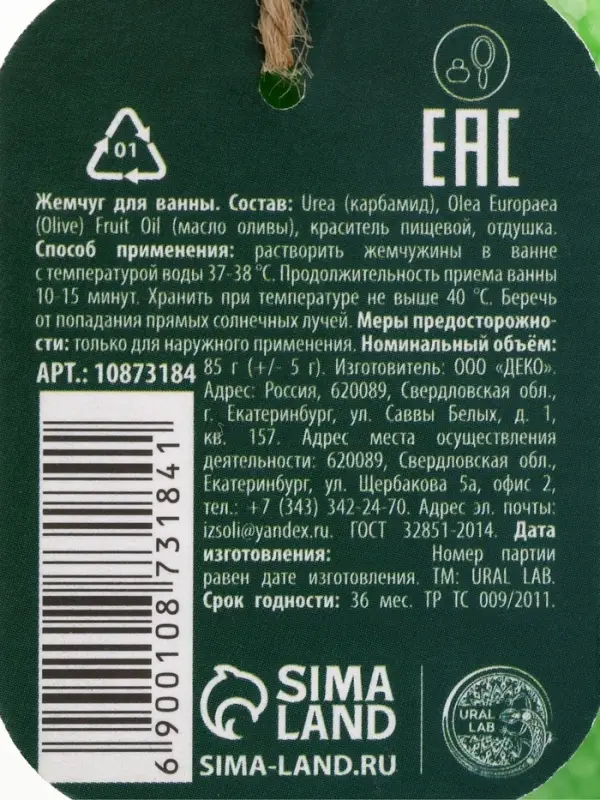 01
ЕАС
Жемчуг для ванны. Состав: Urea (карбамид), Olea Europaea
(Olive) Fruit Oil (масло оливы), краситель пищевой, отдушка.
Способ применения: растворить жемчужины в ванне
с температурой воды 37-38 °С. Продолжительность приема ванны
10-15 минут. Хранить при температуре не выше 40 °С. Беречь
от попадания прямых солнечных лучей. Меры предосторожно-
сти: только для наружного применения. Номинальный объём:
АРТ.: 10873184
85 г (+/- 5 г). Изготовитель: ООО «ДЕКО».
Адрес: Россия, 620089, Свердловская обл.,
г. Екатеринбург, ул. Саввы Белых, д. 1,
кв. 157. Адрес места осуществления
деятельности: 620089, Свердловская обл.,
Екатеринбург, ул. Щербакова 5а, офис 2,
тел.: +7 (343) 342-24-70. Адрес эл. почты:
izsoli@yandex.ru. ГОСТ 32851-2014. Дата
изготовления: Номер партии
равен дате изготовления. ТМ: URAL LAB.
Срок годности: 36 мес. ТР ТС 009/2011.
6 900108 731841
SIMA
LAND
SIMA-LAND.RU
URAL
LAB